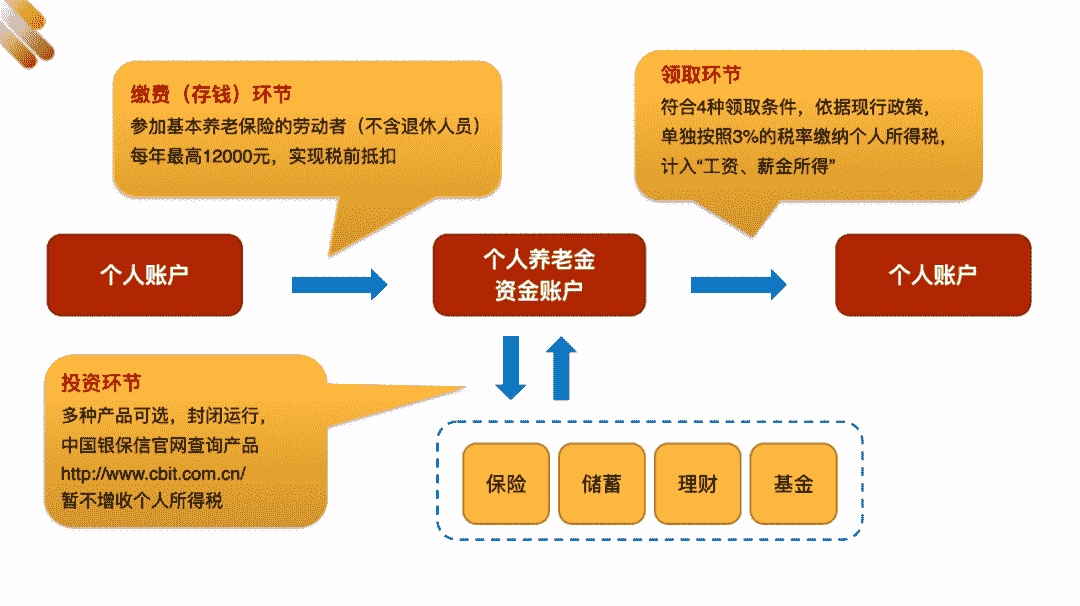 缴费（存钱）环节
参加基本养老保险的劳动者（不含退休人员）
每年最高12000元，实现税前抵扣
领取环节
符合4种领取条件，依据现行政策，
单独按照3%的税率缴纳个人所得税，
计入“工资、薪金所得”
个人账户
个人养老金
资金账户
个人账户
投资环节
多种产品可选，封闭运行，
中国银保信官网查询产品
http://www.cbit.com.cn/
暂不增收个人所得税
保险
储蓄
理财
基金